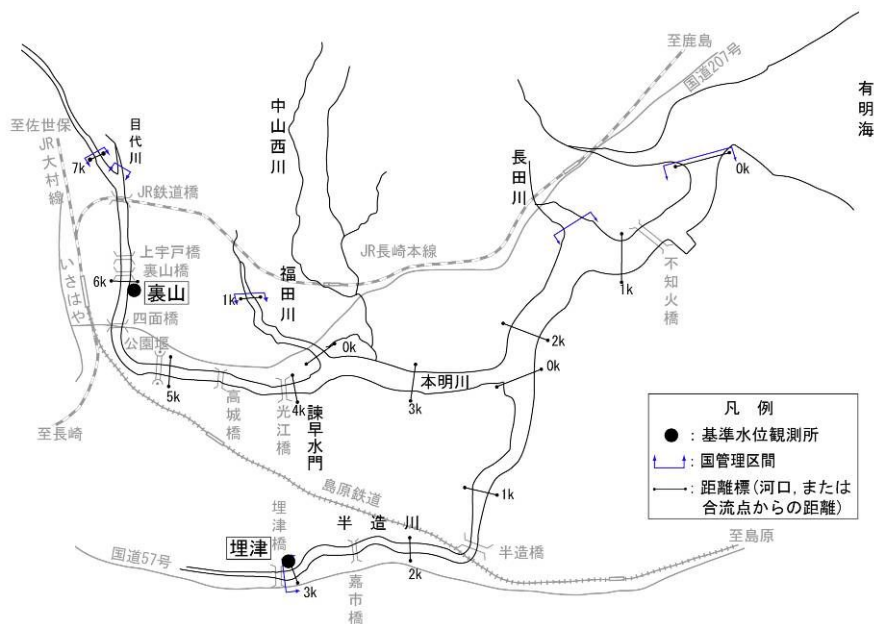 至鹿島
国道207号
有明海
至佐世保
JR大村線
目代川
中山西川
長田川
7k
0k
JR鉄道橋
上宇戸橋
裏山橋
6k
裏山
いさはや
四面橋
公園堰
福田川
1k
JR長崎本線
不知火橋
1k
2k
0k
0k
本明川
3k
5k
高城橋
4k
光江橋
諫早水門
至長崎
島原鉄道
1k
埋津橋
半造川
埋津
半造橋
国道57号
3k
嘉市橋
2k
至島原
凡 例
: 基準水位観測所
: 国管理区間
: 距離標(河口, または
合流点からの距離)